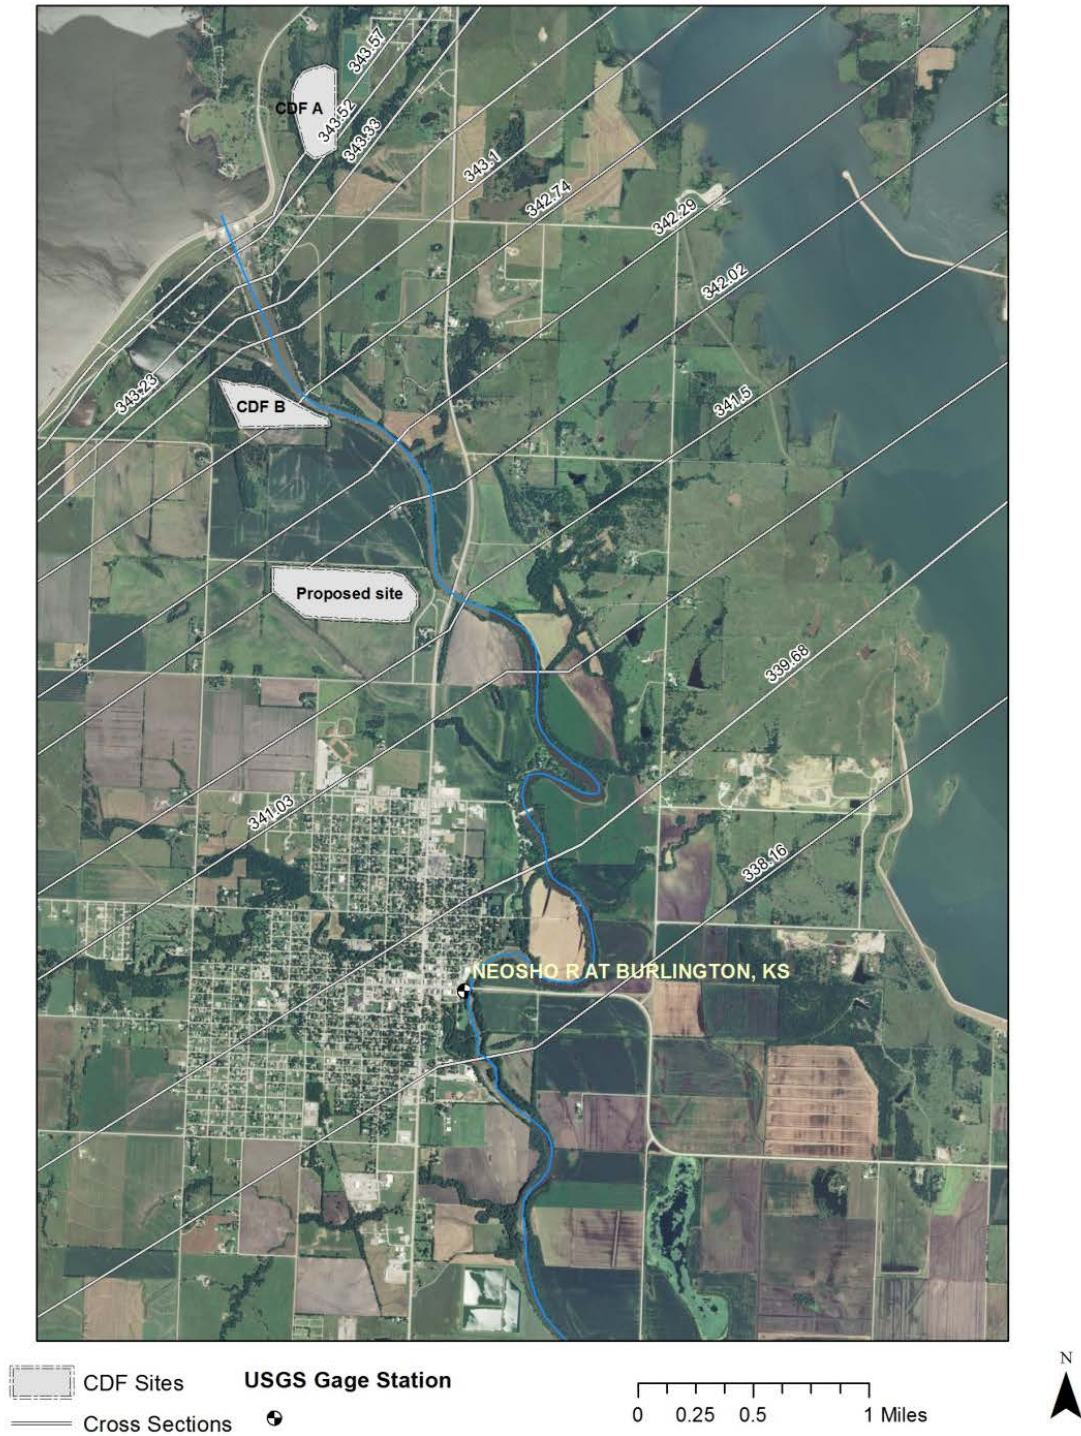 343.57
CDF A
343.52
343.33
343.1
342.74
342.29
342.02
343.23
341.5
CDF B
Proposed site
339.68
341.03
338.16
NEOSHO R AT BURLINGTON, KS
N
CDF Sites
USGS Gage Station
Cross Sections
0 0.25 0.5 1 Miles